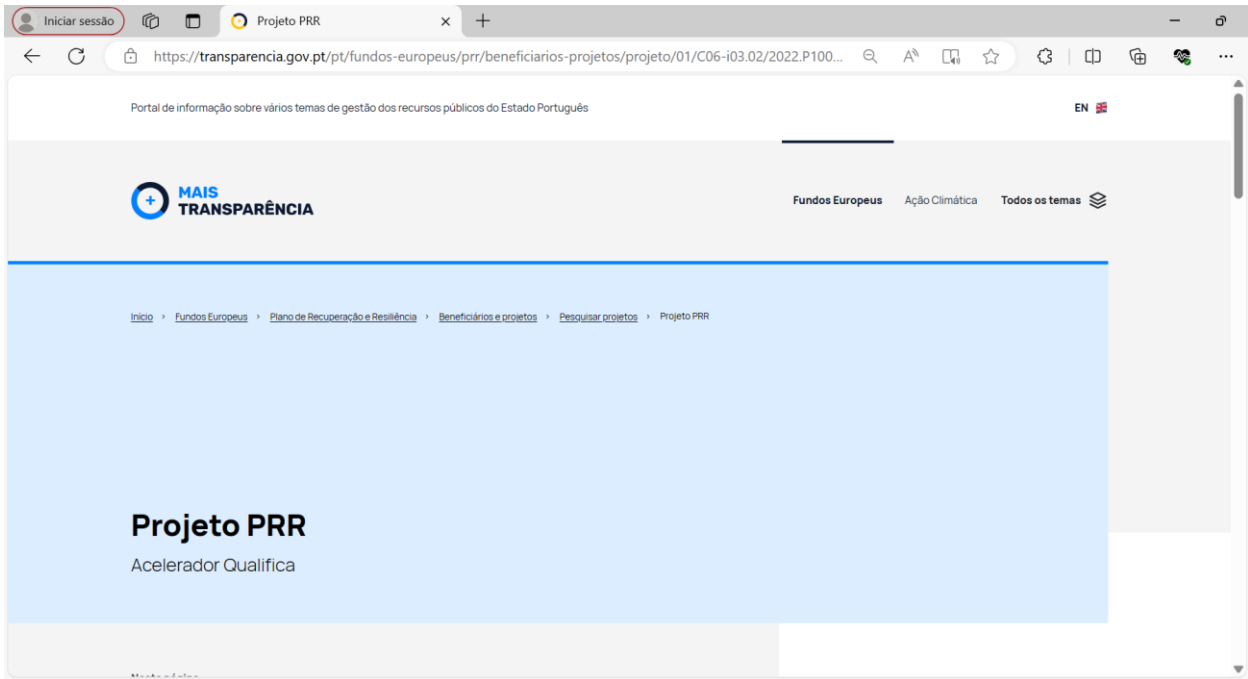 Iniciar sessão
Projeto PRR
https://transparencia.gov.pt/pt/fundos-europeus/prr/beneficiarios-projetos/projeto/01/C06-i03.02/2022.P100...
Portal de informação sobre vários temas de gestão dos recursos públicos do Estado Português
EN
MAIS
TRANSPARÊNCIA
Fundos Europeus Ação Climática Todos os temas
Início > Fundos Europeus > Plano de Recuperação e Resiliência > Beneficiários e projetos > Pesquisar projetos > Projeto PRR
Projeto PRR
Acelerador Qualifica